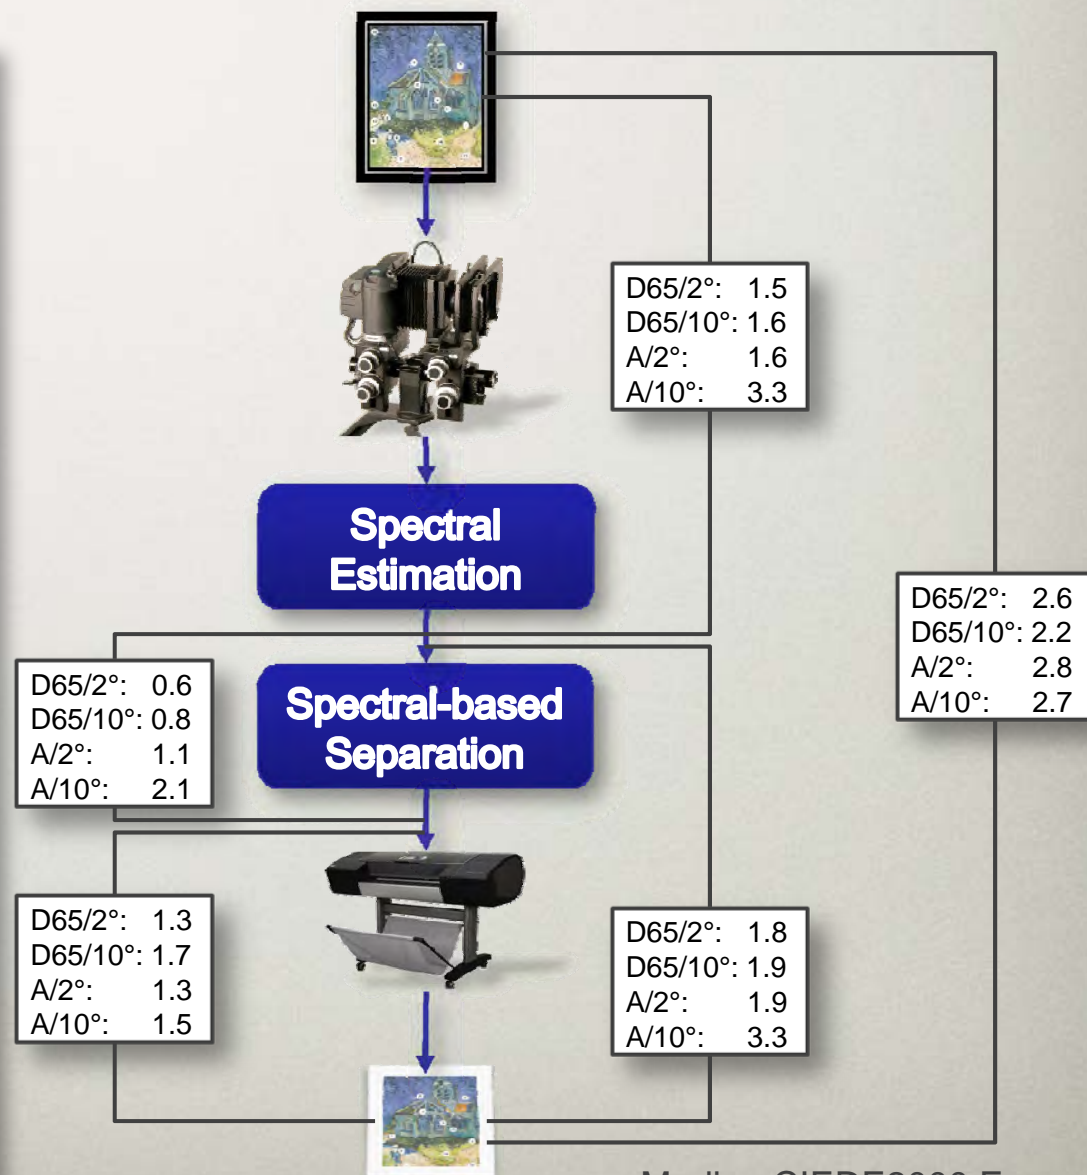 D65/2°: 1.5
D65/10°: 1.6
A/2°: 1.6
A/10°: 3.3
Spectral
Estimation
D65/2°: 2.6
D65/10°: 2.2
A/2°: 2.8
A/10°: 2.7
D65/2°: 0.6
D65/10°: 0.8
A/2°: 1.1
A/10°: 2.1
Spectral-based
Separation
D65/2°: 1.3
D65/10°: 1.7
A/2°: 1.3
A/10°: 1.5
D65/2°: 1.8
D65/10°: 1.9
A/2°: 1.9
A/10°: 3.3